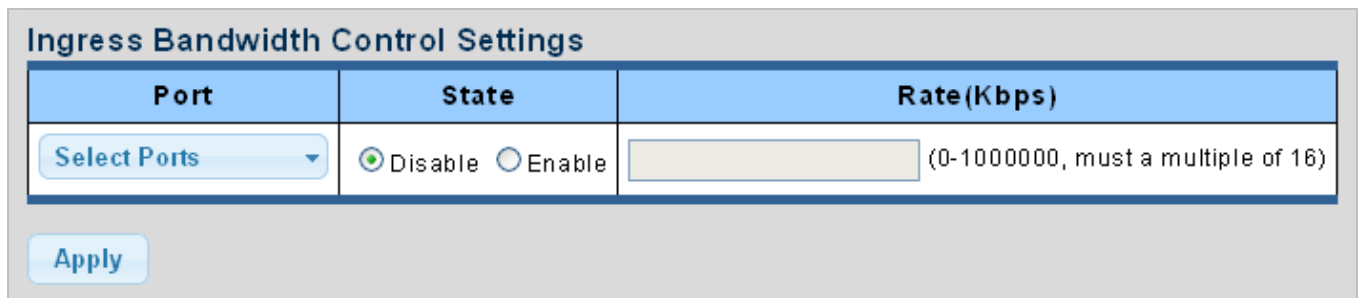 Ingress Bandwidth Control Settings
Port State Rate(Kbps)
Select Ports Disable Enable (0-1000000, must a multiple of 16)
Apply